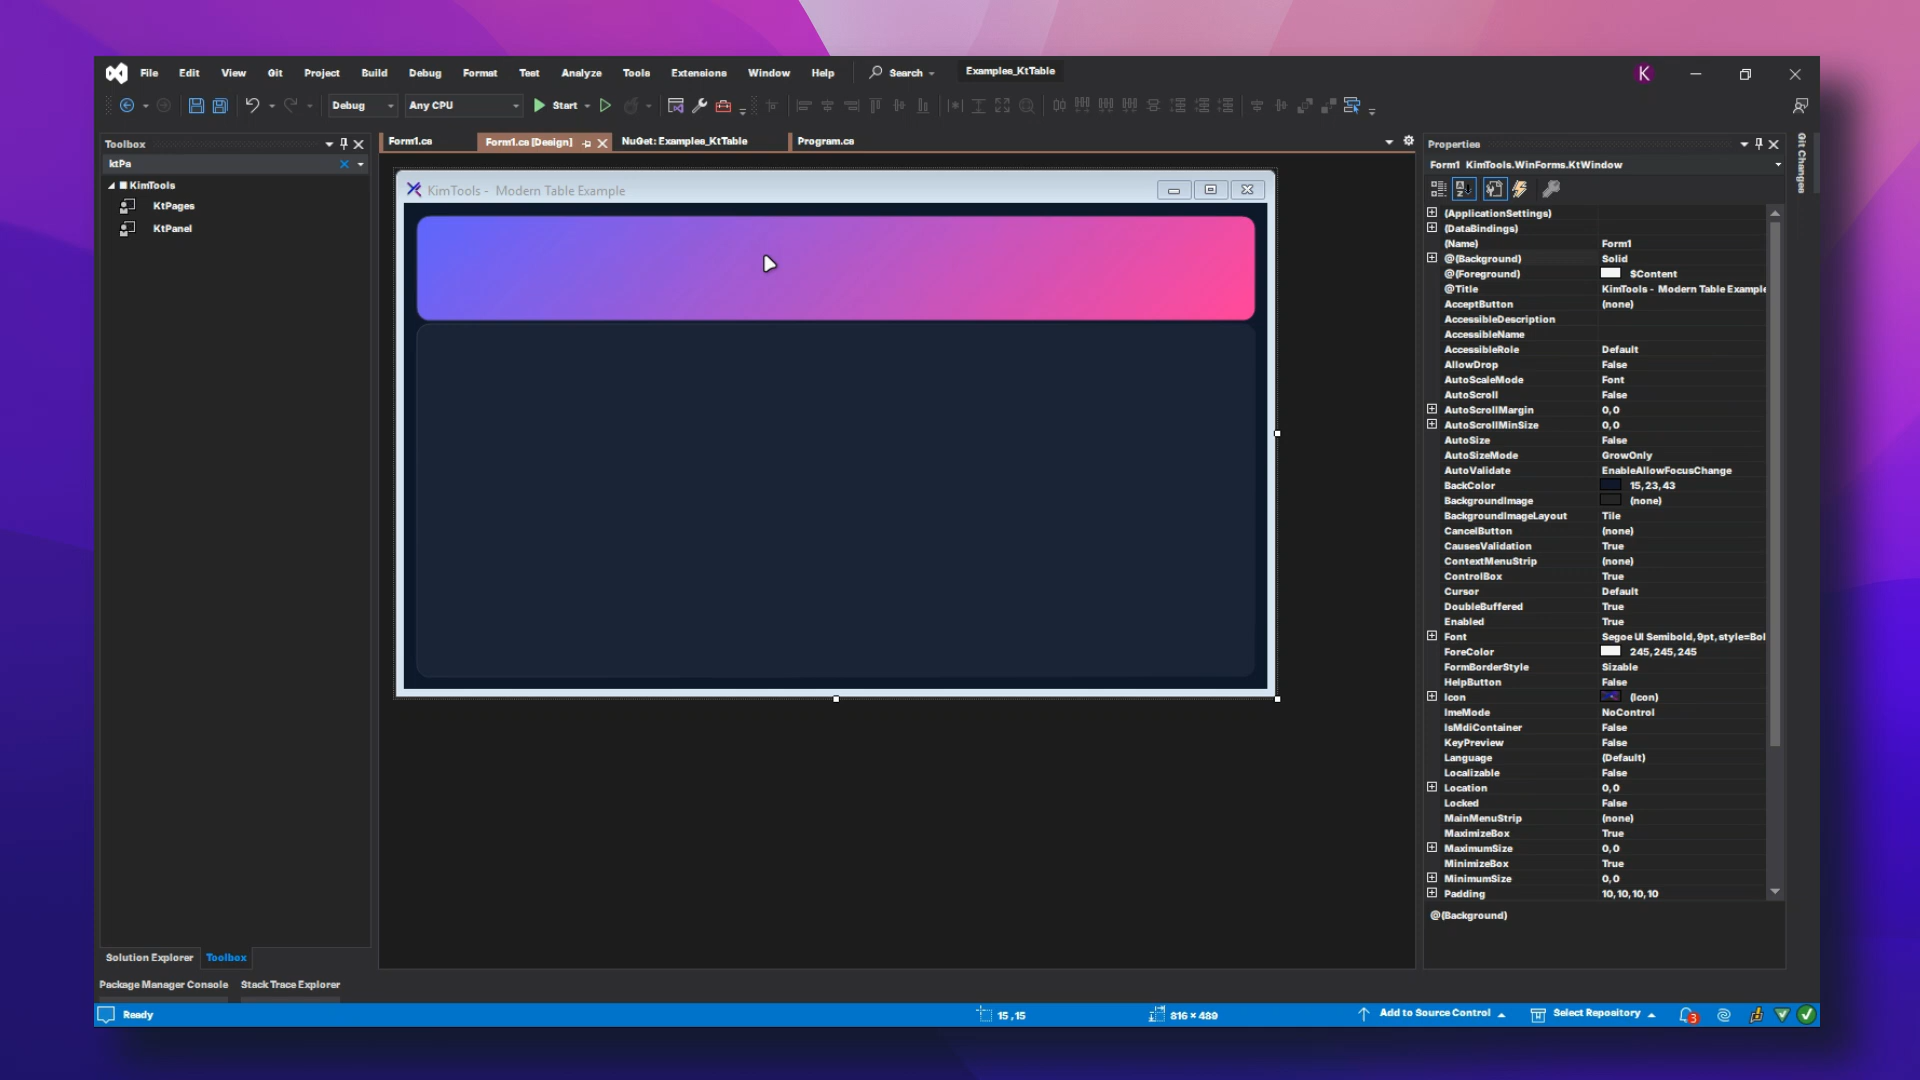 File Edit View Git Project Build Debug Format Test Analyze Tools Extensions Window Help Search Examples_KtTable K
Debug Any CPU Start
Toolbox
ktPa
KimTools
KtPages
KtPanel
Form1.cs Form1.cs [Design] NuGet: Examples_KtTable Program.cs
KimTools - Modern Table Example
Properties
Form1 KimTools.WinForms.KtWindow
(ApplicationSettings)
(DataBindings)
(Name) Form1
@(Background) Solid
@(Foreground) $Content
@Title KimTools - Modern Table Example
AcceptButton (none)
AccessibleDescription
AccessibleName
AccessibleRole Default
AllowDrop False
AutoScaleMode Font
AutoScroll False
AutoScrollMargin 0, 0
AutoScrollMinSize 0, 0
AutoSize False
AutoSizeMode GrowOnly
AutoValidate EnableAllowFocusChange
BackColor 15, 23, 43
BackgroundImage (none)
BackgroundImageLayout Tile
CancelButton (none)
CausesValidation True
ContextMenuStrip (none)
ControlBox True
Cursor Default
DoubleBuffered True
Enabled True
Font Segoe UI Semibold, 9pt, style=Bol
ForeColor 245, 245, 245
FormBorderStyle Sizable
HelpButton False
Icon (Icon)
ImeMode NoControl
IsMdiContainer False
KeyPreview False
Language (Default)
Localizable False
Location 0, 0
Locked False
MainMenuStrip (none)
MaximizeBox True
MaximumSize 0, 0
MinimizeBox True
MinimumSize 0, 0
Padding 10, 10, 10, 10
@(Background)
Git Changes
Solution Explorer Toolbox
Package Manager Console Stack Trace Explorer
Ready 15 ,15 816 × 489 Add to Source Control Select Repository 3